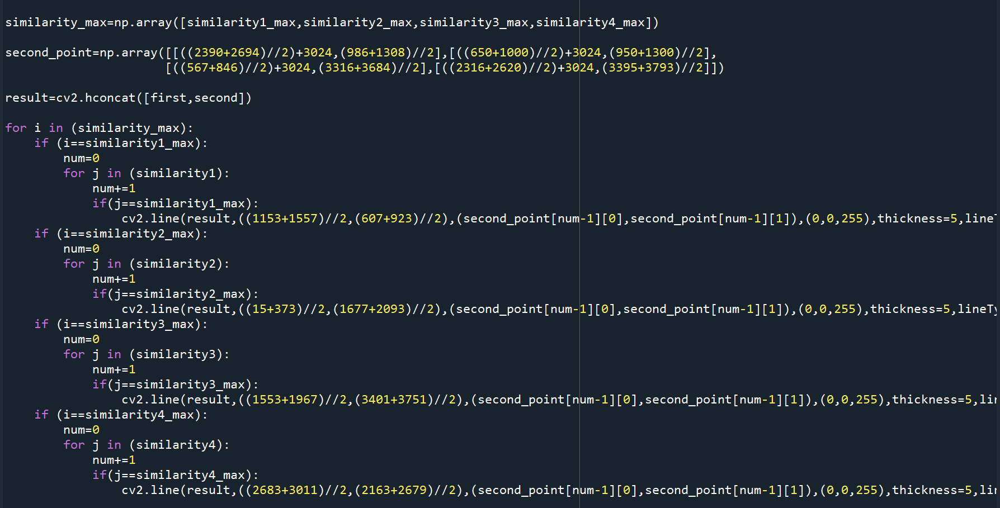 similarity_max=np.array([similarity1_max,similarity2_max,similarity3_max,similarity4_max])
second_point=np.array([[((2390+2694)//2)+3024,(986+1308)//2],[((650+1000)//2)+3024,(950+1300)//2],
[((567+846)//2)+3024,(3316+3684)//2],[((2316+2620)//2)+3024,(3395+3793)//2]])
result=cv2.hconcat([first,second])
for i in (similarity_max):
    if (i==similarity1_max):
        num=0
        for j in (similarity1):
            num+=1
            if(j==similarity1_max):
                cv2.line(result,((1153+1557)//2,(607+923)//2),(second_point[num-1][0],second_point[num-1][1]),(0,0,255),thickness=5,line
    if (i==similarity2_max):
        num=0
        for j in (similarity2):
            num+=1
            if(j==similarity2_max):
                cv2.line(result,((15+373)//2,(1677+2093)//2),(second_point[num-1][0],second_point[num-1][1]),(0,0,255),thickness=5,lineTy
    if (i==similarity3_max):
        num=0
        for j in (similarity3):
            num+=1
            if(j==similarity3_max):
                cv2.line(result,((1553+1967)//2,(3401+3751)//2),(second_point[num-1][0],second_point[num-1][1]),(0,0,255),thickness=5,lin
    if (i==similarity4_max):
        num=0
        for j in (similarity4):
            num+=1
            if(j==similarity4_max):
                cv2.line(result,((2683+3011)//2,(2163+2679)//2),(second_point[num-1][0],second_point[num-1][1]),(0,0,255),thickness=5,lin